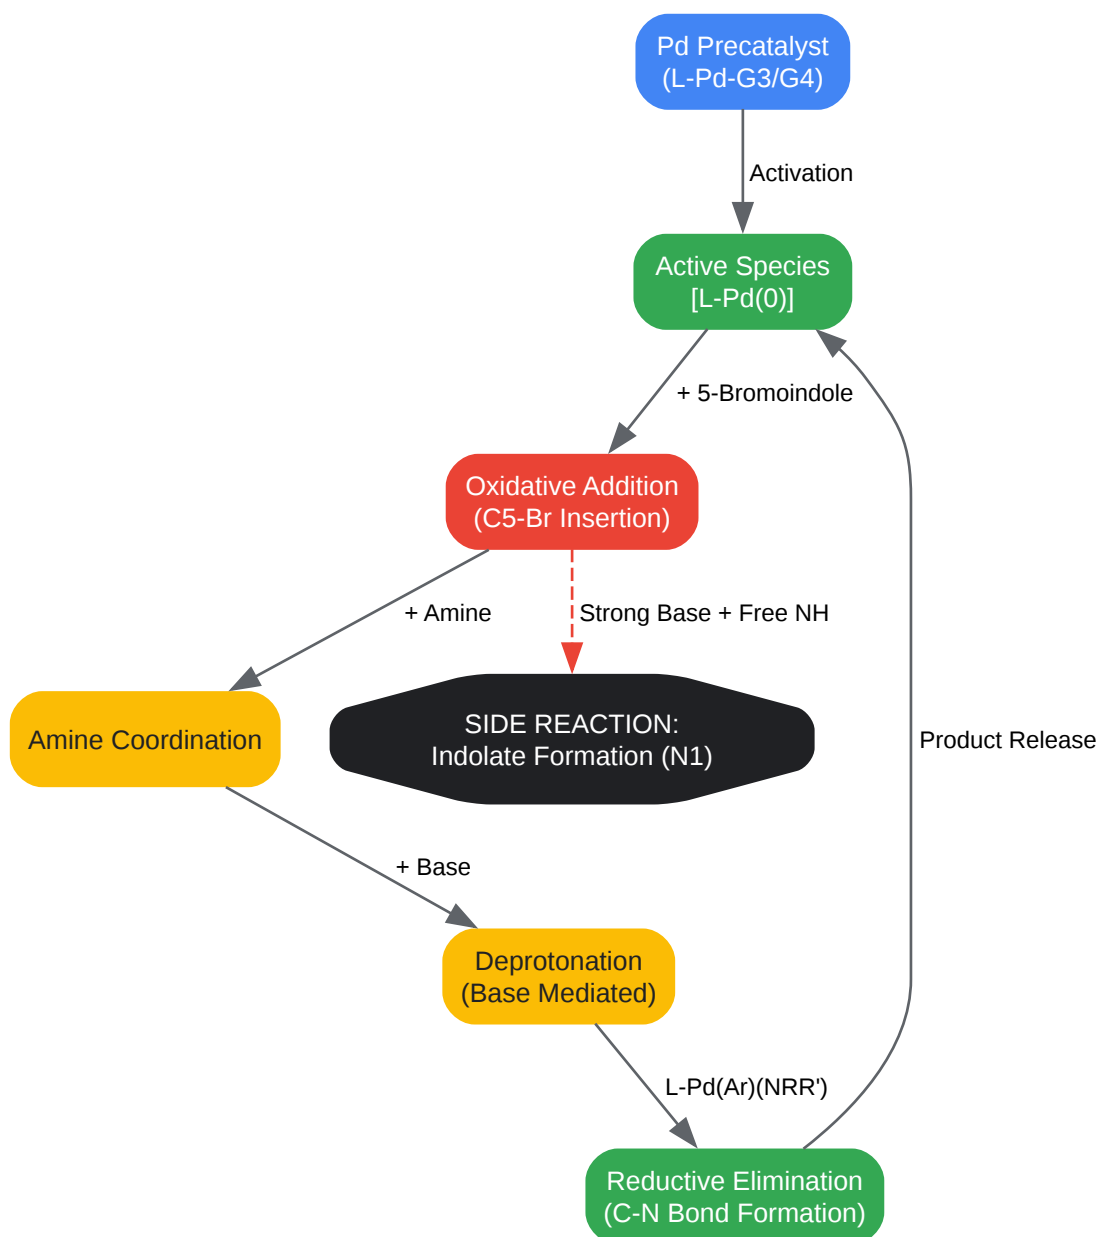 Pd Precatalyst
(L-Pd-G3/G4)
Activation
Active Species
[L-Pd(0)]
+ 5-Bromoindole
Oxidative Addition
(C5-Br Insertion)
+ Amine
Strong Base + Free NH
Amine Coordination
SIDE REACTION:
Indolate Formation (N1)
Product Release
+ Base
Deprotonation
(Base Mediated)
L-Pd(Ar)(NRR')
Reductive Elimination
(C-N Bond Formation)